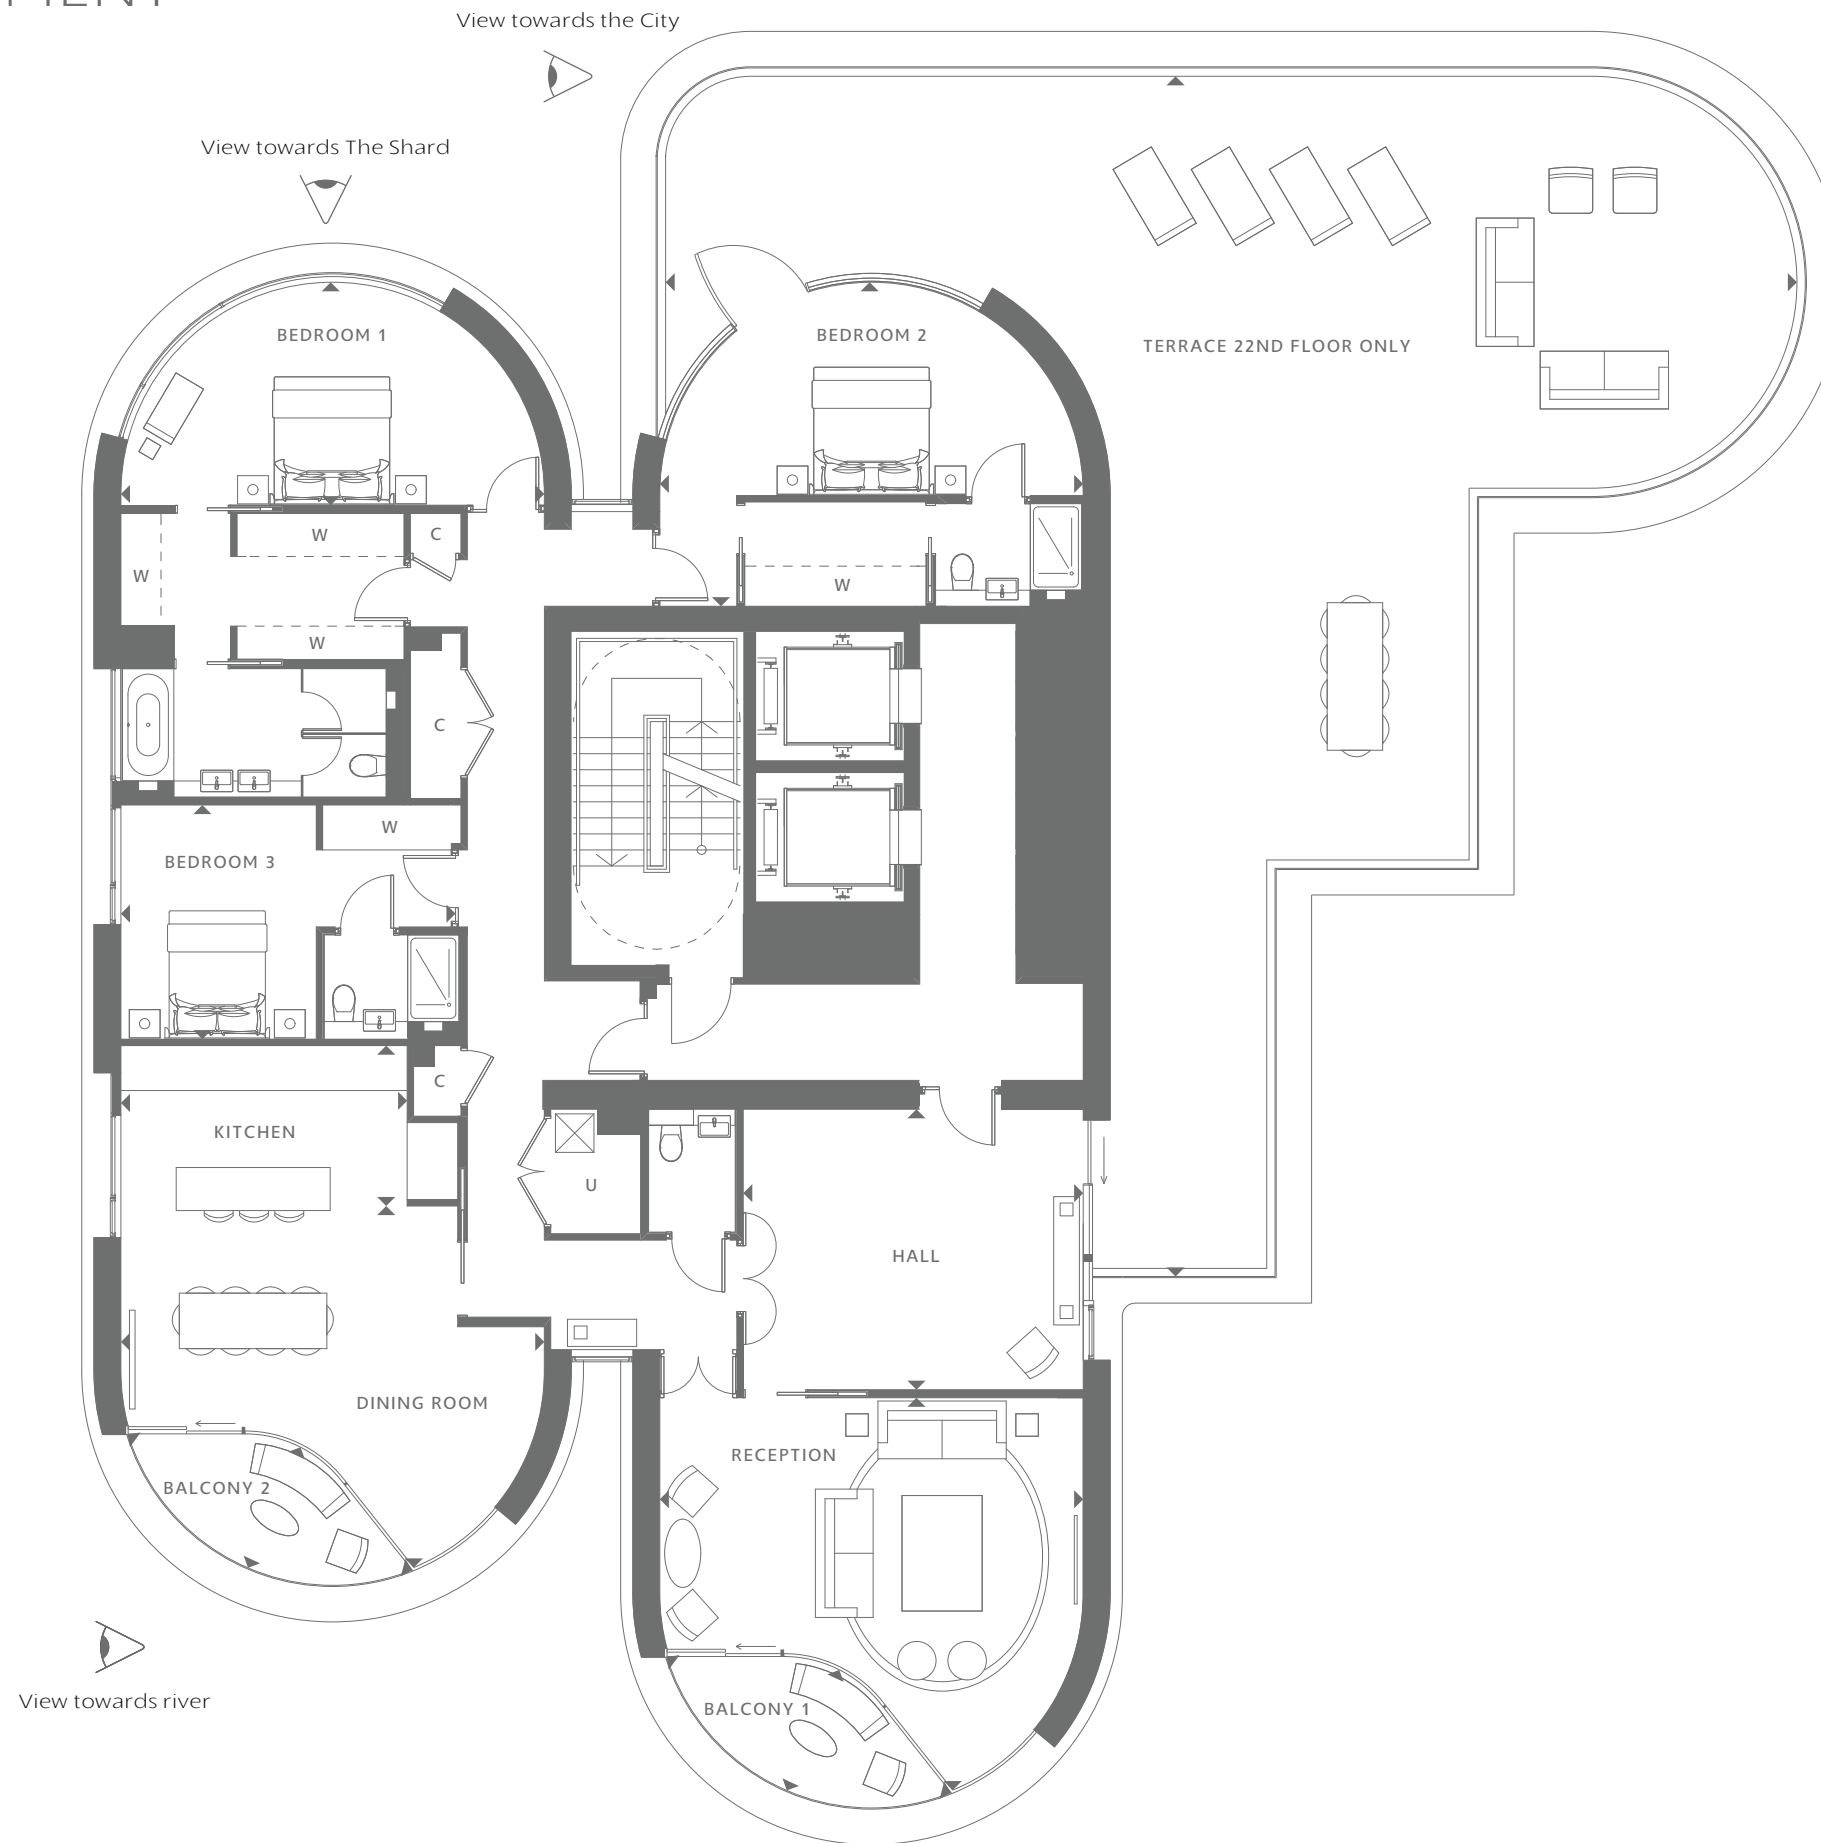 View towards the City
View towards The Shard
BEDROOM 1
BEDROOM 2
TERRACE 22ND FLOOR ONLY
W
C
W
W
W
C
W
BEDROOM 3
C
KITCHEN
U
HALL
DINING ROOM
RECEPTION
BALCONY 2
View towards river
BALCONY 1